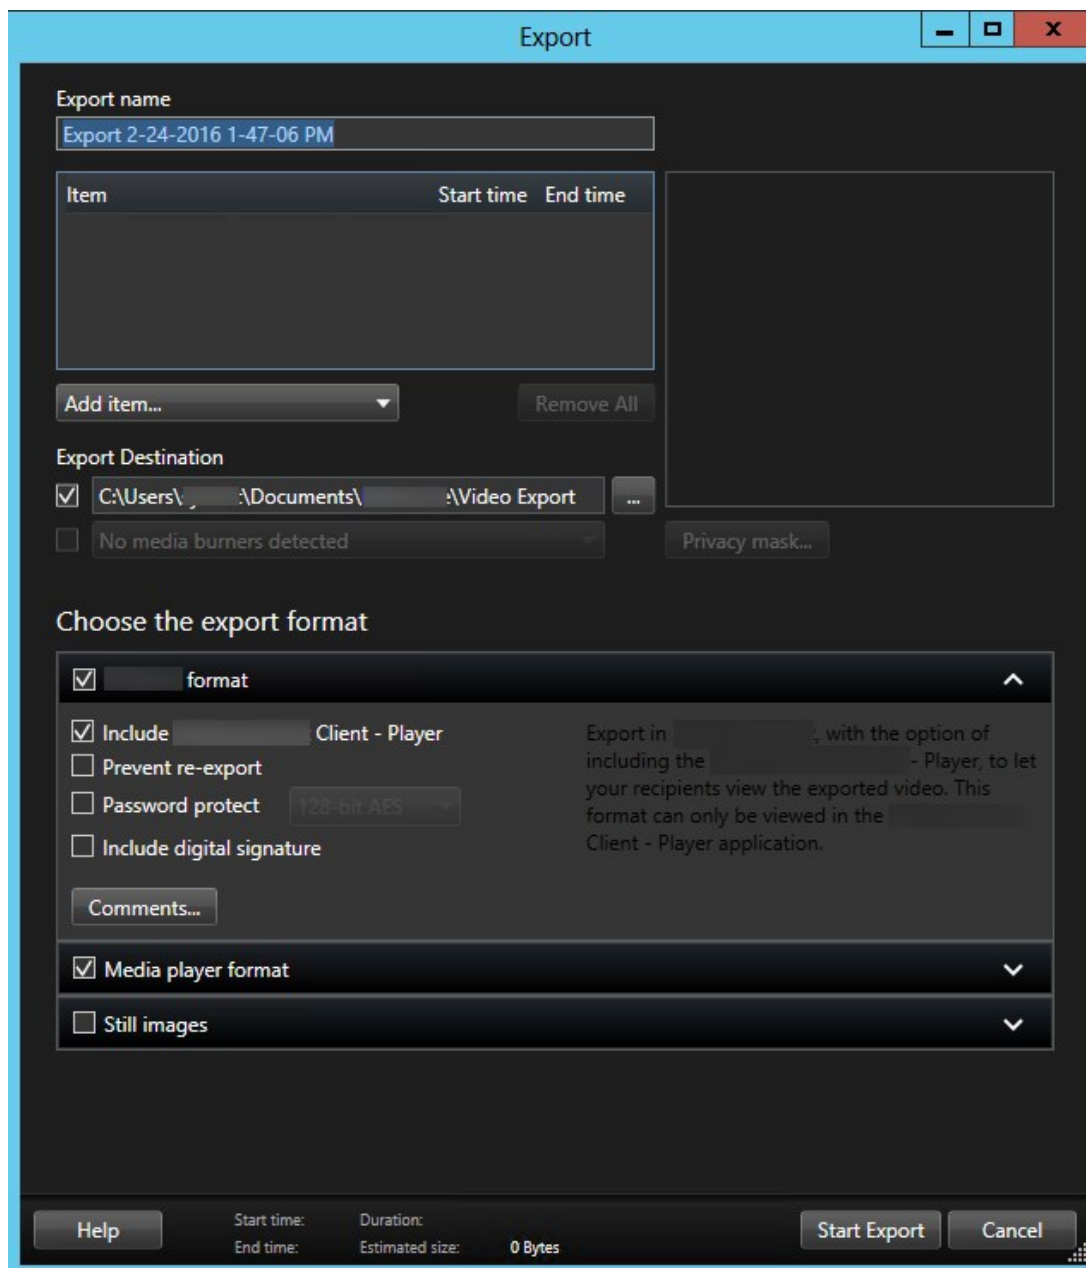 Export
Export name
Export 2-24-2016 1-47-06 PM
Item Start time End time
Add item... Remove All
Export Destination
C:\Users\ :\Documents\ :\Video Export ...
No media burners detected Privacy mask...
Choose the export format
format
Include Client - Player
Prevent re-export
Password protect 128-bit AES
Include digital signature
Export in , with the option of
including the - Player, to let
your recipients view the exported video. This
format can only be viewed in the
Client - Player application.
Comments...
Media player format
Still images
Help Start time: Duration: Start Export Cancel
End time: Estimated size: 0 Bytes